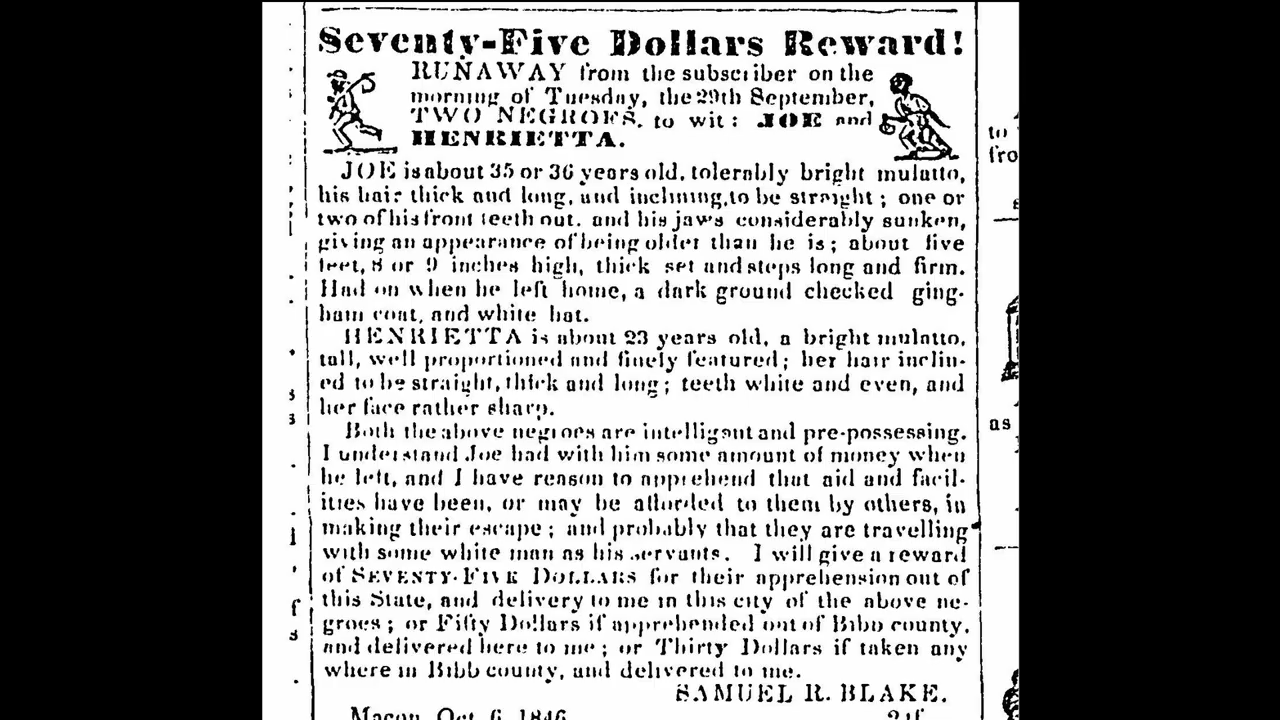 Seventy-Five Dollars Reward!
RUNAWAY from the subscriber on the
morning of Tuesday, the 29th September,
TWO NEGROES, to wit: JOE and
HENRIETTA.
JOE is about 35 or 36 years old, tolerably bright mulatto,
his hair thick and long, and inclining to be straight; one or
two of his front teeth out, and his jaws considerably sunken,
giving an appearance of being older than he is; about five
feet, 8 or 9 inches high, thick set and steps long and firm.
Had on when he left home, a dark ground checked ging-
ham coat, and white hat.
HENRIETTA is about 23 years old, a bright mulatto,
tall, well proportioned and finely featured; her hair inclin-
ed to be straight, thick and long; teeth white and even, and
her face rather sharp.
Both the above negroes are intelligent and pre-possessing.
I understand Joe had with him some amount of money when
he left, and I have reason to apprehend that aid and facil-
ities have been, or may be afforded to them by others, in
making their escape; and probably that they are travelling
with some white man as his servants. I will give a reward
of SEVENTY-FIVE DOLLARS for their apprehension out of
this State, and delivery to me in this city of the above ne-
groes; or Fifty Dollars if apprehended out of Bibb county,
and delivered here to me; or Thirty Dollars if taken any
where in Bibb county, and delivered to me.
SAMUEL R. BLAKE.
Macon, Oct. 6, 1846
to
fro
as